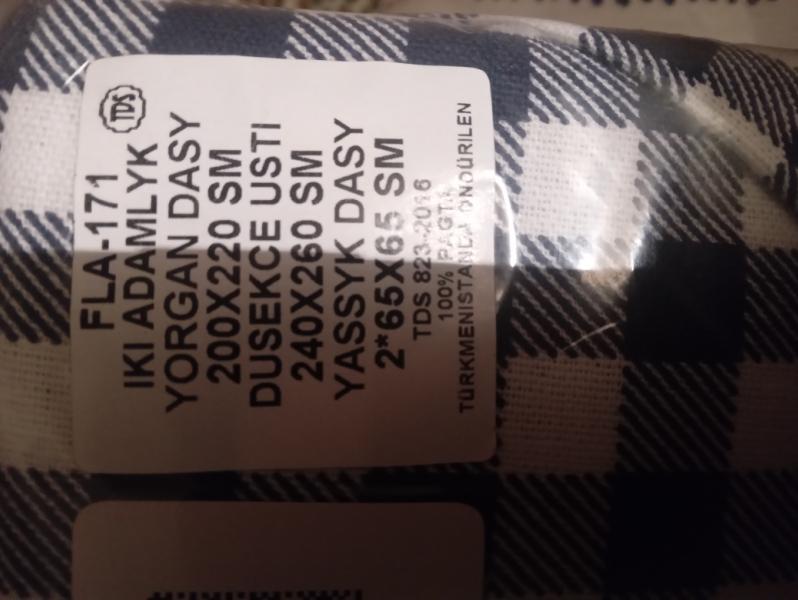 TDS
FLA-171
IKI ADAMLYK
YORGAN DASY
200X220 SM
DUSEKCE USTI
240X260 SM
YASSYK DASY
2*65X65 SM
TDS 823-2016
100% PAGTA
TÜRKMENISTANDA ÖNDÜRILEN